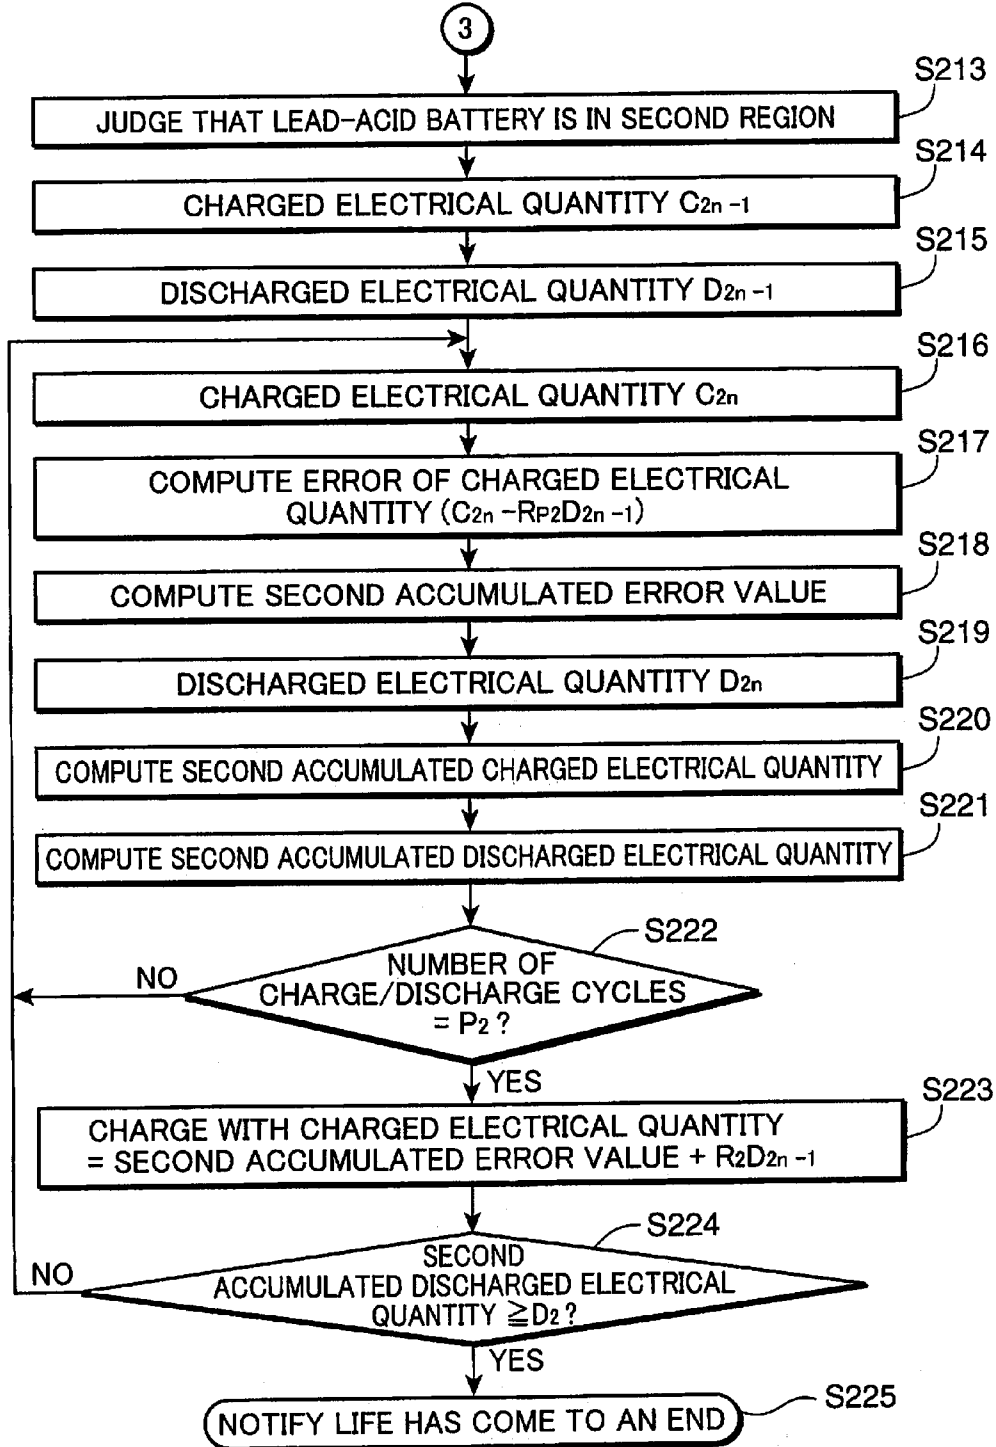 3
S213
JUDGE THAT LEAD-ACID BATTERY IS IN SECOND REGION
S214
CHARGED ELECTRICAL QUANTITY C2n-1
S215
DISCHARGED ELECTRICAL QUANTITY D2n-1
S216
CHARGED ELECTRICAL QUANTITY C2n
S217
COMPUTE ERROR OF CHARGED ELECTRICAL
QUANTITY (C2n-RP2D2n-1)
S218
COMPUTE SECOND ACCUMULATED ERROR VALUE
S219
DISCHARGED ELECTRICAL QUANTITY D2n
S220
COMPUTE SECOND ACCUMULATED CHARGED ELECTRICAL QUANTITY
S221
COMPUTE SECOND ACCUMULATED DISCHARGED ELECTRICAL QUANTITY
S222
NUMBER OF
CHARGE/DISCHARGE CYCLES
= P2 ?
NO
YES
S223
CHARGE WITH CHARGED ELECTRICAL QUANTITY
= SECOND ACCUMULATED ERROR VALUE + R2D2n-1
S224
SECOND
ACCUMULATED DISCHARGED ELECTRICAL
QUANTITY ≧D2 ?
NO
YES
S225
NOTIFY LIFE HAS COME TO AN END